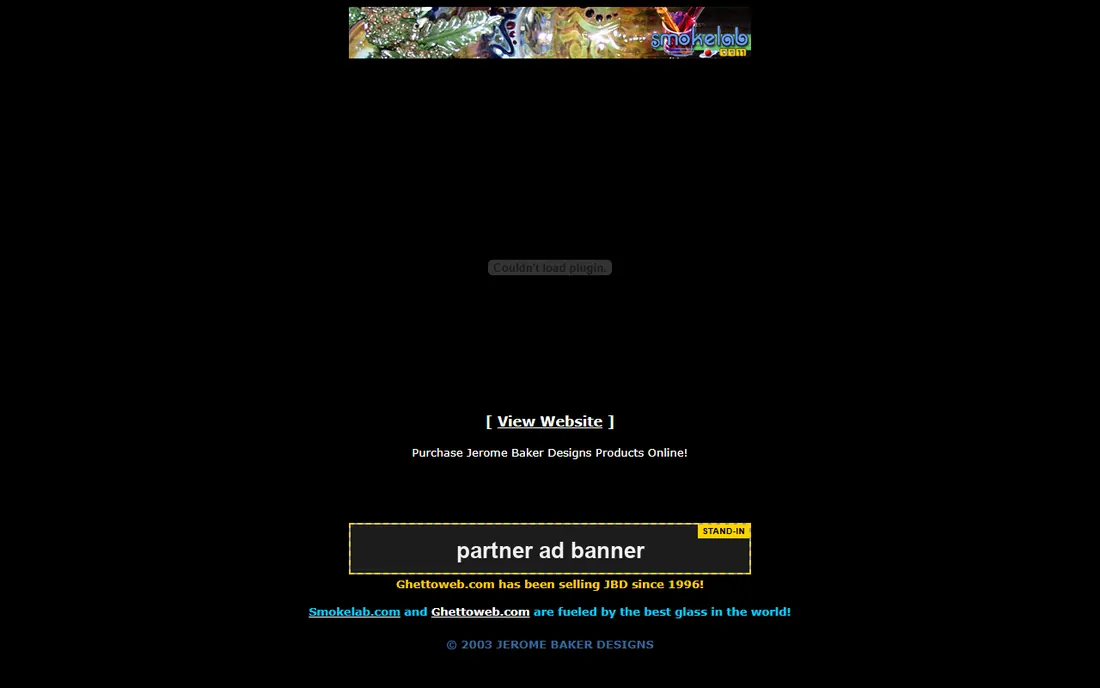 smokelab
.com
Couldn't load plugin.
[ View Website ]
Purchase Jerome Baker Designs Products Online!
STAND-IN
partner ad banner
Ghettoweb.com has been selling JBD since 1996!
Smokelab.com and Ghettoweb.com are fueled by the best glass in the world!
© 2003 JEROME BAKER DESIGNS